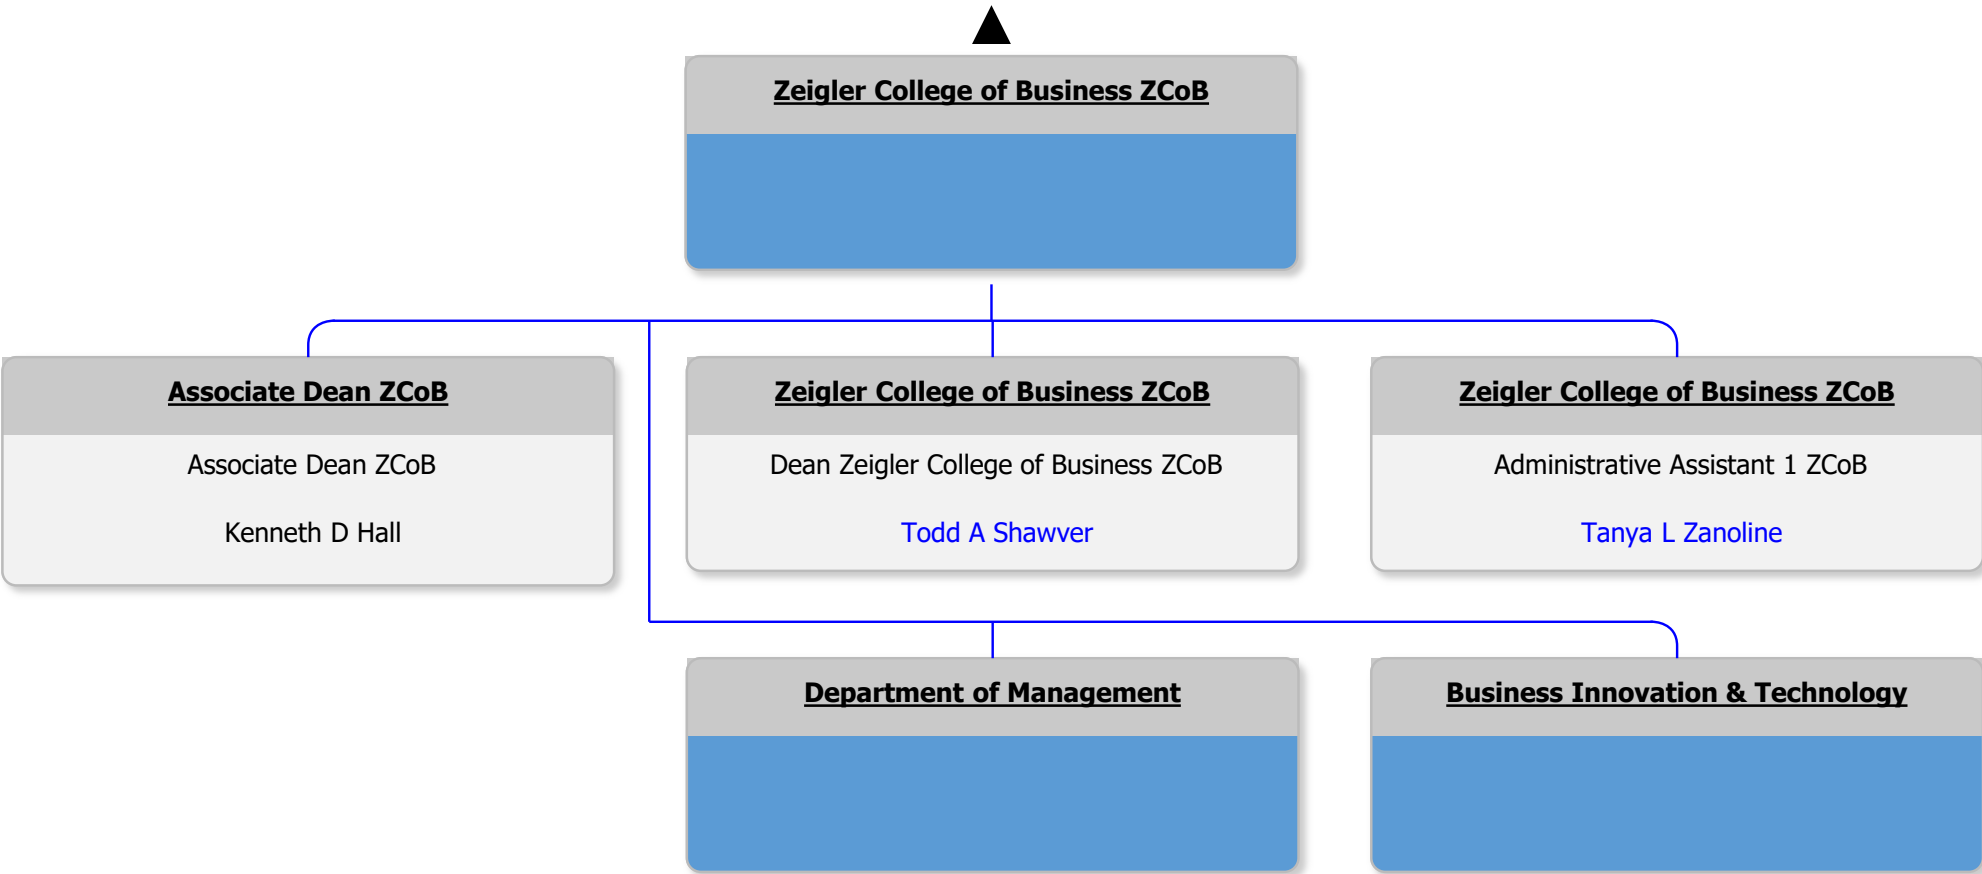 Zeigler College of Business ZCoB
Associate Dean ZCoB
Associate Dean ZCoB
Kenneth D Hall
Zeigler College of Business ZCoB
Dean Zeigler College of Business ZCoB
Todd A Shawver
Zeigler College of Business ZCoB
Administrative Assistant 1 ZCoB
Tanya L Zanoline
Department of Management
Business Innovation & Technology